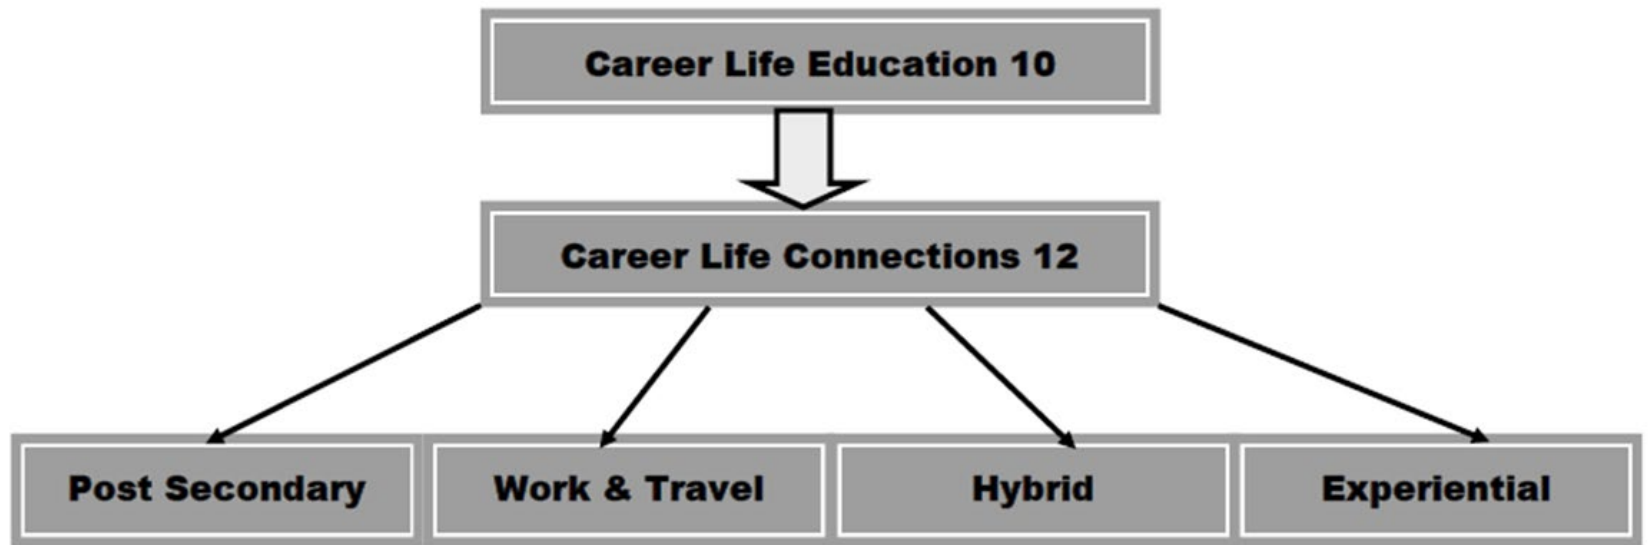 Career Life Education 10
Career Life Connections 12
Post Secondary
Work & Travel
Hybrid
Experiential